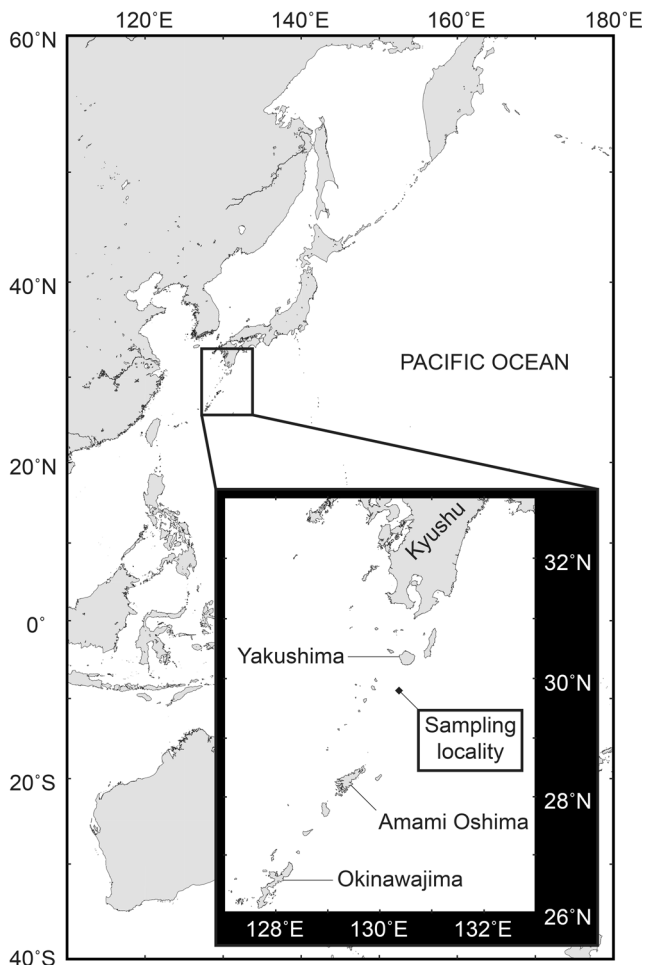 120°E
140°E
160°E
180°E
60°N
40°N
20°N
0°
20°S
40°S
PACIFIC OCEAN
Kyushu
Yakushima
Sampling
locality
Amami Oshima
Okinawajima
32°N
30°N
28°N
26°N
128°E
130°E
132°E